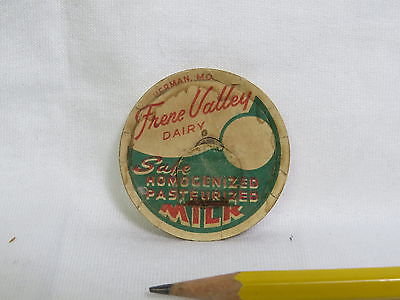 HERMAN, MO.
Frene Valley
DAIRY
Safe
HOMOGENIZED
PASTEURIZED
MILK